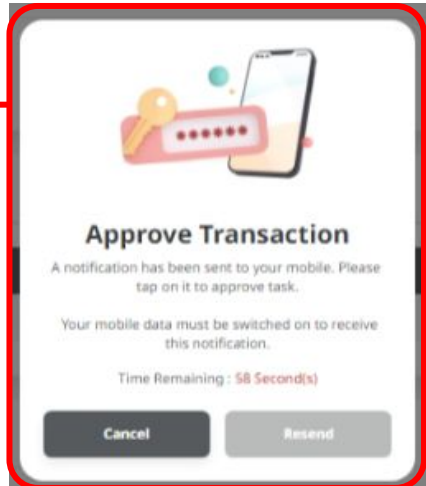 Approve Transaction
A notification has been sent to your mobile. Please
tap on it to approve task.
Your mobile data must be switched on to receive
this notification.
Time Remaining : 58 Second(s)
Cancel
Resend